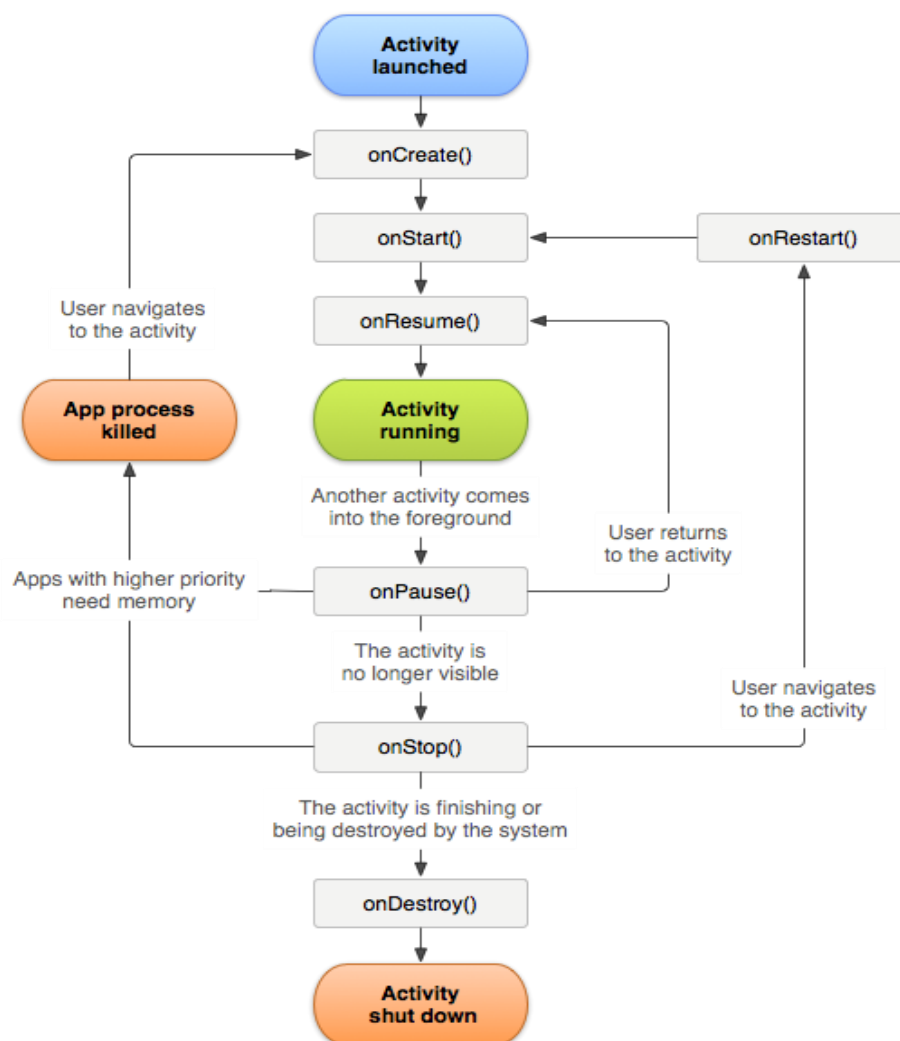 Activity
launched
onCreate()
onStart()
onRestart()
User navigates
to the activity
onResume()
App process
killed
Activity
running
Another activity comes
into the foreground
User returns
to the activity
Apps with higher priority
need memory
onPause()
The activity is
no longer visible
User navigates
to the activity
onStop()
The activity is finishing or
being destroyed by the system
onDestroy()
Activity
shut down